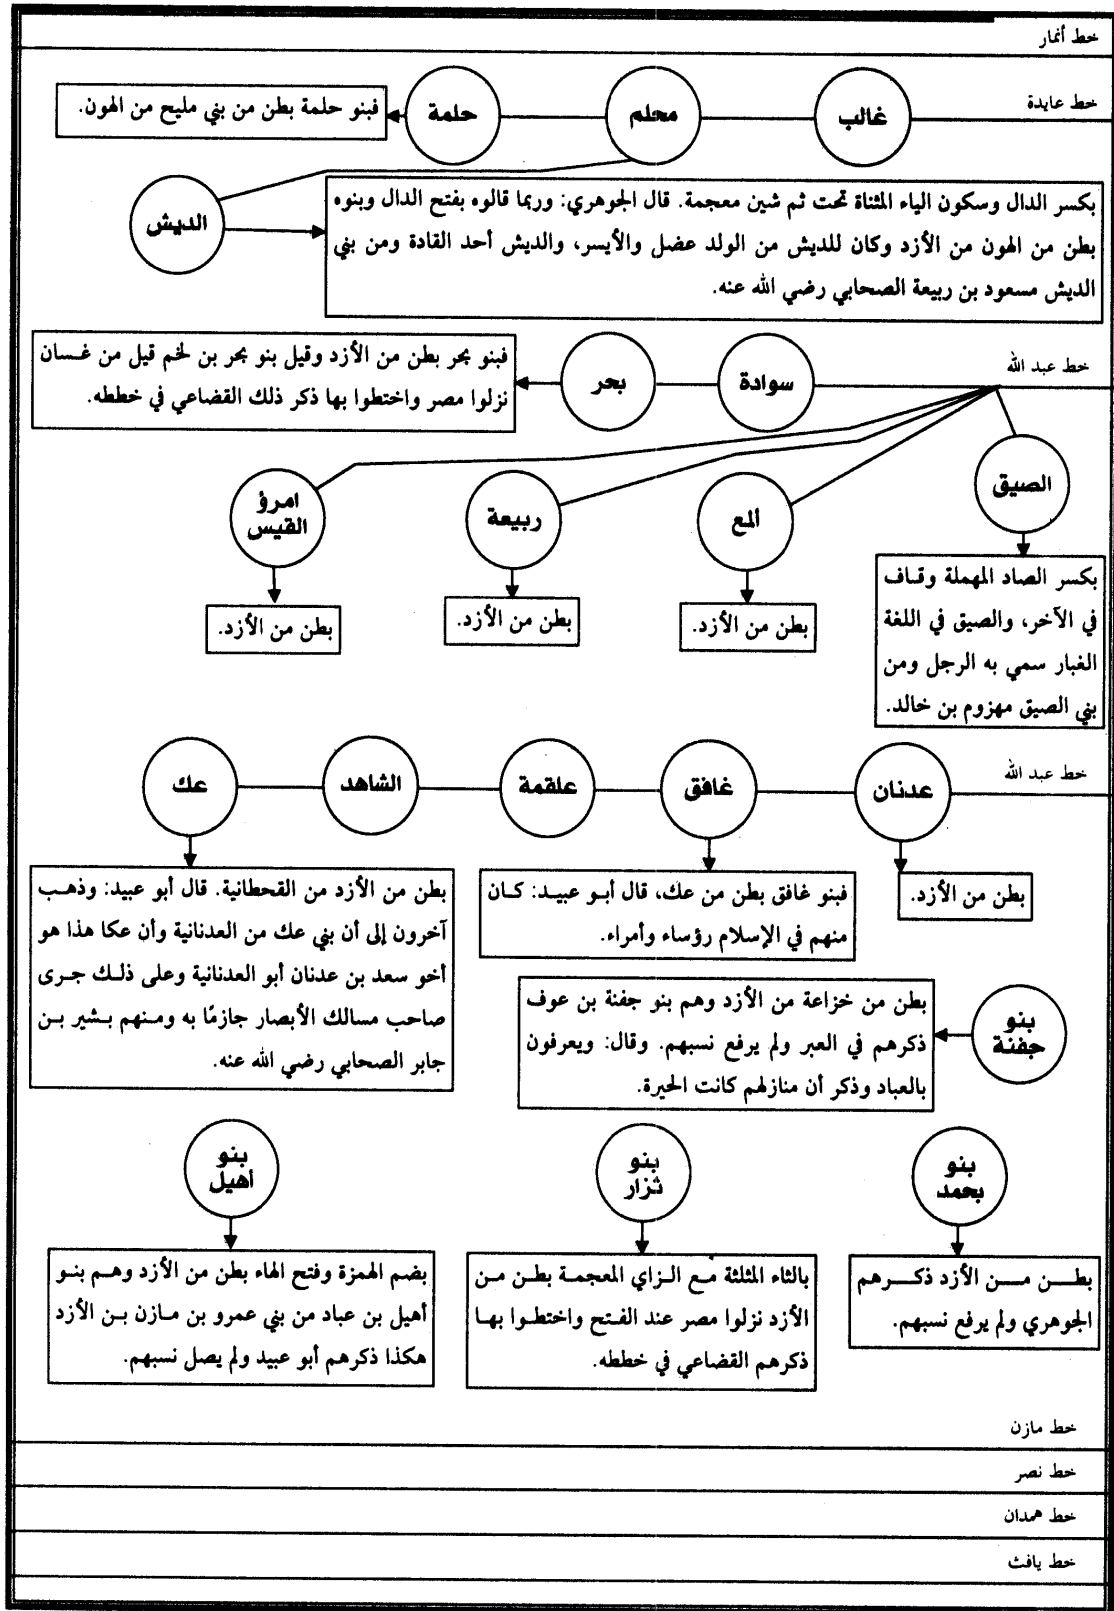 خط أنمار
خط عايدة
غالب
محلم
حلمة
فبنو حلمة بطن من بني مليح من الهون.
الديش
بكسر الدال وسكون الياء المثناة تحت ثم شين معجمة. قال الجوهري: وربما قالوه بفتح الدال وبنوه
بطن من الهون من الأزد وكان للديش من الولد عضل والأيسر، والديش أحد القادة ومن بني
الديش مسعود بن ربيعة الصحابي رضي الله عنه.
خط عبد الله
سوادة
بحر
فبنو بحر بطن من الأزد وقيل بنو بحر بن لخم قيل من غسان
نزلوا مصر واختطوا بها ذكر ذلك القضاعي في خططه.
الصيق
ألمع
ربيعة
امرؤ
القيس
بكسر الصاد المهملة وقاف
في الآخر، والصيق في اللغة
الغبار سمي به الرجل ومن
بني الصيق مهزوم بن خالد.
بطن من الأزد.
بطن من الأزد.
بطن من الأزد.
خط عبد الله
عدنان
غافق
علقمة
الشاهد
عك
بطن من الأزد.
فبنو غافق بطن من عك، قال أبو عبيد: كان
منهم في الإسلام رؤساء وأمراء.
بطن من الأزد من القحطانية. قال أبو عبيد: وذهب
آخرون إلى أن بني عك من العدنانية وأن عكا هذا هو
أخو سعد بن عدنان أبو العدنانية وعلى ذلك جرى
صاحب مسالك الأبصار جازمًا به ومنهم بشير بن
جابر الصحابي رضي الله عنه.
بنو
جفنة
بطن من خزاعة من الأزد وهم بنو جفنة بن عوف
ذكرهم في العبر ولم يرفع نسبهم. وقال: ويعرفون
بالعباد وذكر أن منازلهم كانت الحيرة.
بنو
بحمد
بنو
ثزار
بنو
أهيل
بطن من الأزد ذكرهم
الجوهري ولم يرفع نسبهم.
بالثاء المثلثة مع الزاي المعجمة بطن من
الأزد نزلوا مصر عند الفتح واختطوا بها
ذكرهم القضاعي في خططه.
بضم الهمزة وفتح الهاء بطن من الأزد وهم بنو
أهيل بن عباد من بني عمرو بن مازن بن الأزد
هكذا ذكرهم أبو عبيد ولم يصل نسبهم.
خط مازن
خط نصر
خط همدان
خط يافث